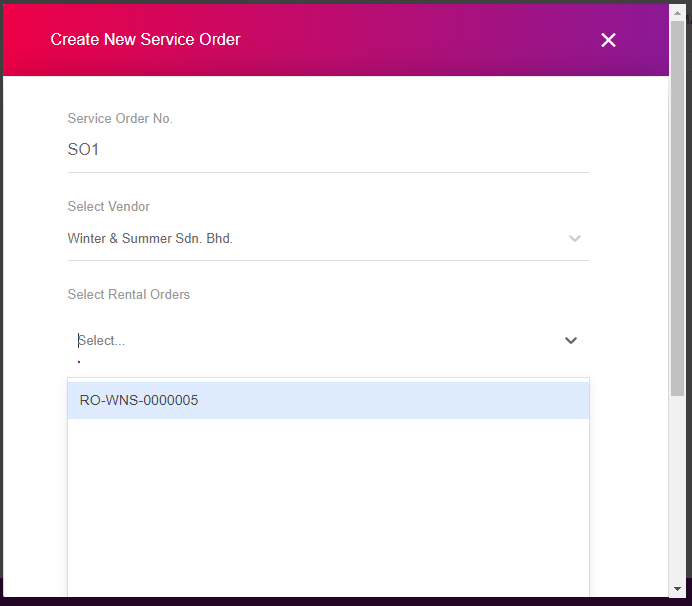 Create New Service Order
Service Order No.
SO1
Select Vendor
Winter & Summer Sdn. Bhd.
Select Rental Orders
Select...
RO-WNS-0000005